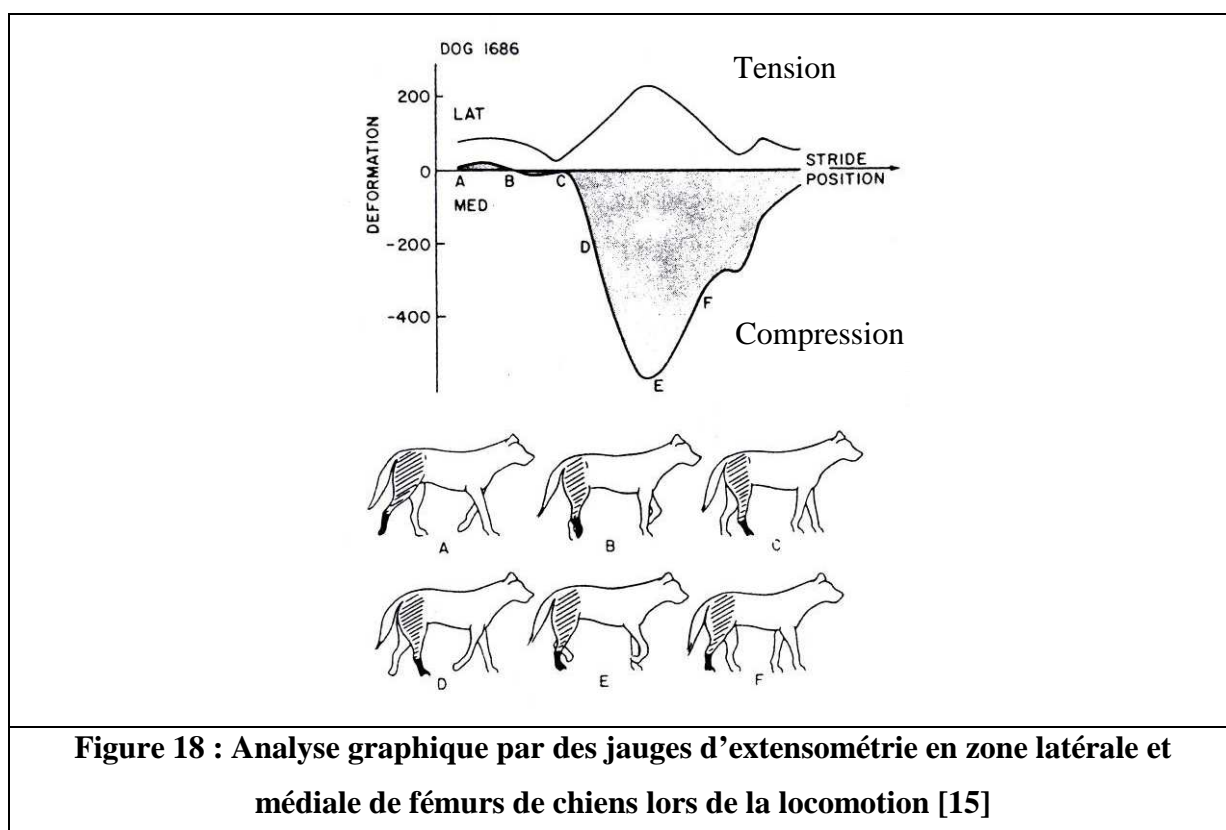 DOG 1686
Tension
200
LAT
DEFORMATION
0
A B C
STRIDE
POSITION
MED
-200
D
F
-400
Compression
E
A B C
D E F
Figure 18 : Analyse graphique par des jauges d’extensométrie en zone latérale et
médiale de fémurs de chiens lors de la locomotion [15]